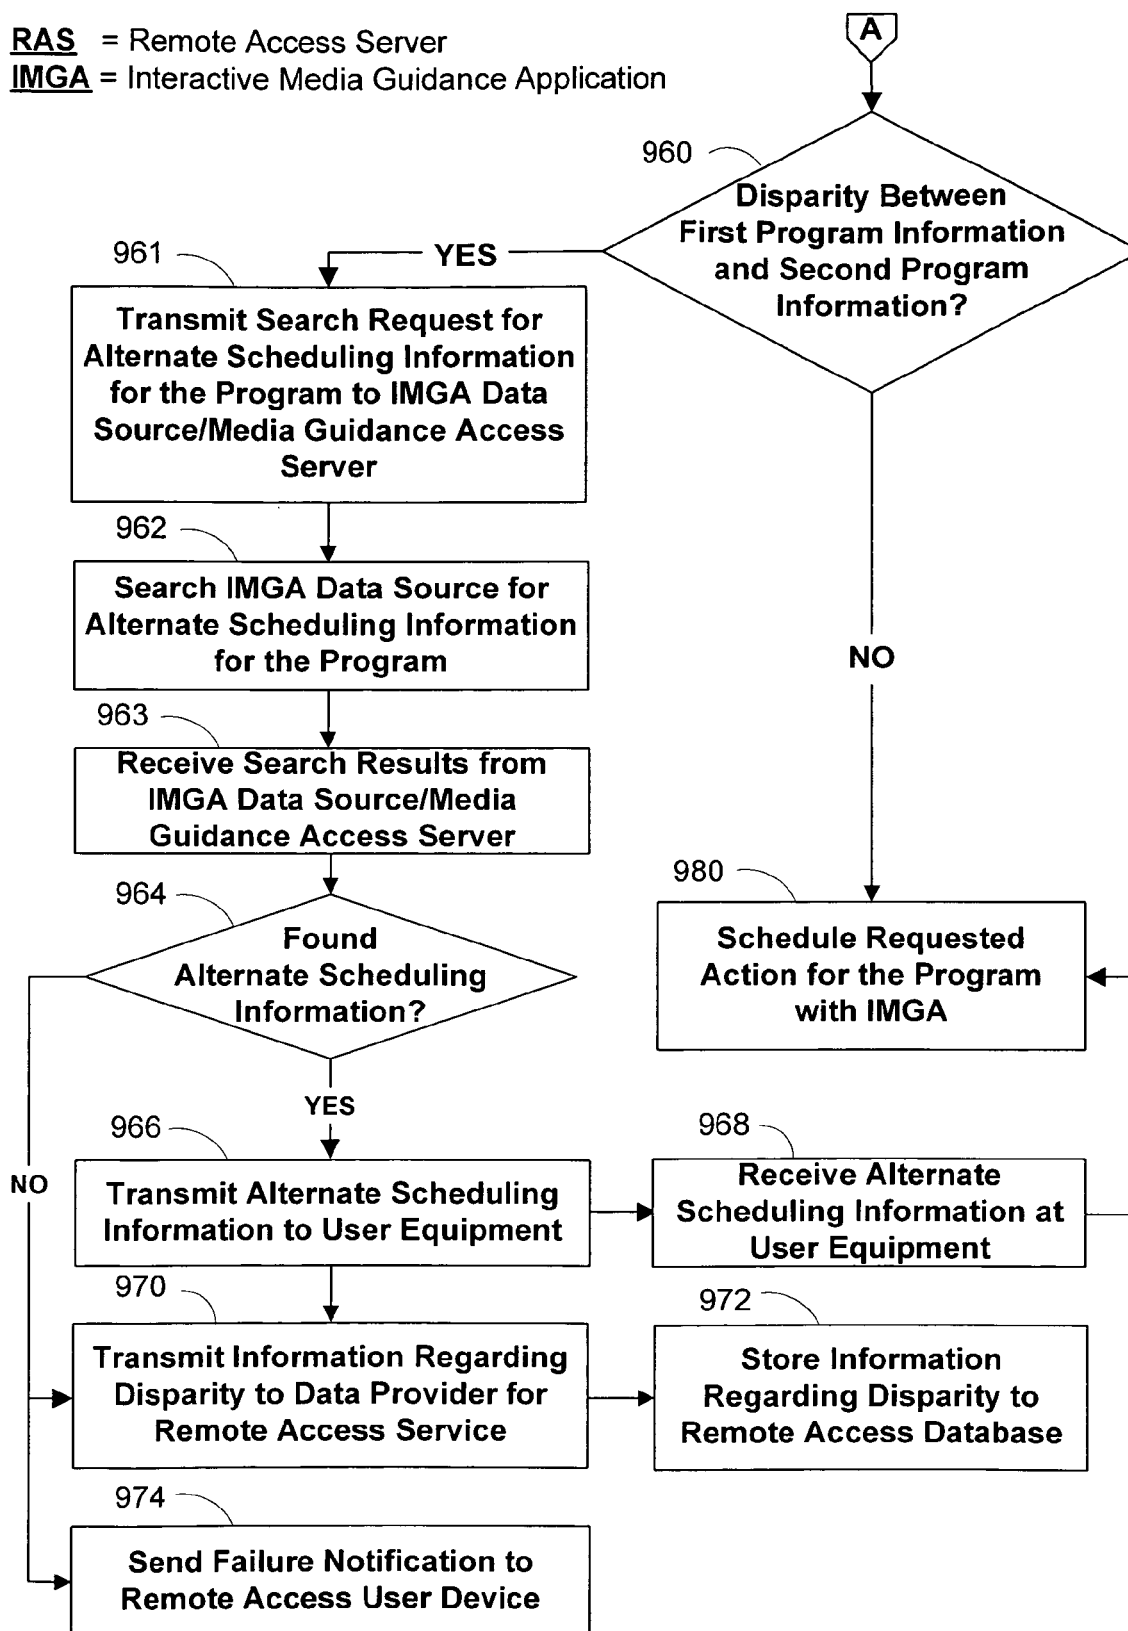 RAS = Remote Access Server
IMGA = Interactive Media Guidance Application
A
960
Disparity Between
First Program Information
and Second Program
Information?
YES
961
Transmit Search Request for
Alternate Scheduling Information
for the Program to IMGA Data
Source/Media Guidance Access
Server
962
Search IMGA Data Source for
Alternate Scheduling Information
for the Program
NO
963
Receive Search Results from
IMGA Data Source/Media
Guidance Access Server
964
Found
Alternate Scheduling
Information?
980
Schedule Requested
Action for the Program
with IMGA
YES
NO
966
Transmit Alternate Scheduling
Information to User Equipment
968
Receive Alternate
Scheduling Information at
User Equipment
970
Transmit Information Regarding
Disparity to Data Provider for
Remote Access Service
972
Store Information
Regarding Disparity to
Remote Access Database
974
Send Failure Notification to
Remote Access User Device